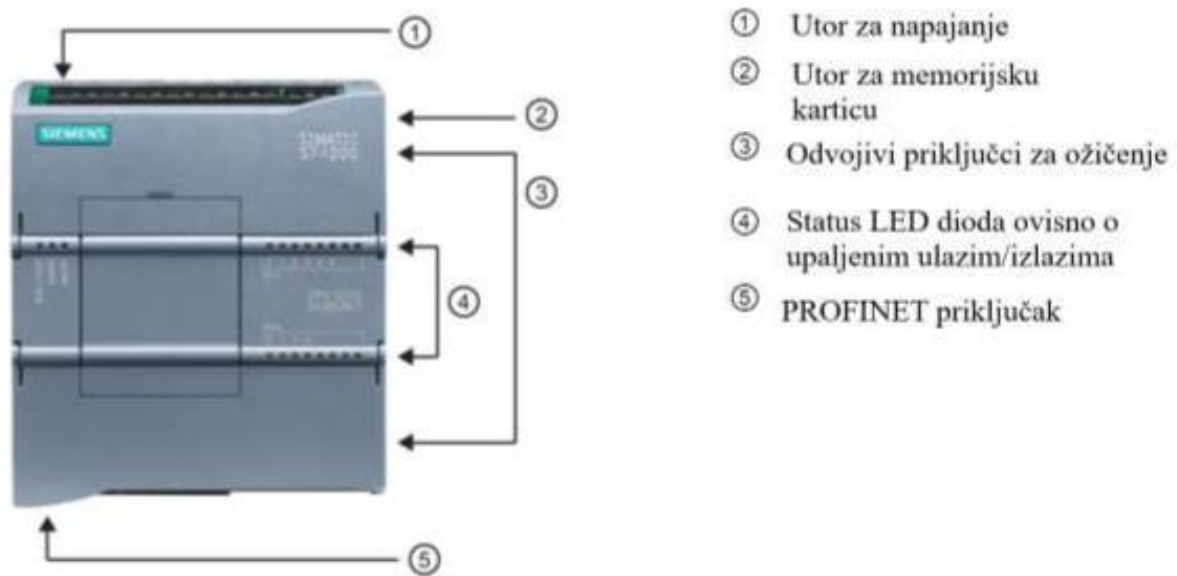 ①
②
③
④
⑤
SIEMENS
SIMATIC
S7-1200
① Utor za napajanje
② Utor za memorijsku
karticu
③ Odvojivi priključci za ožičenje
④ Status LED dioda ovisno o
upaljenim ulazim/izlazima
⑤ PROFINET priključak